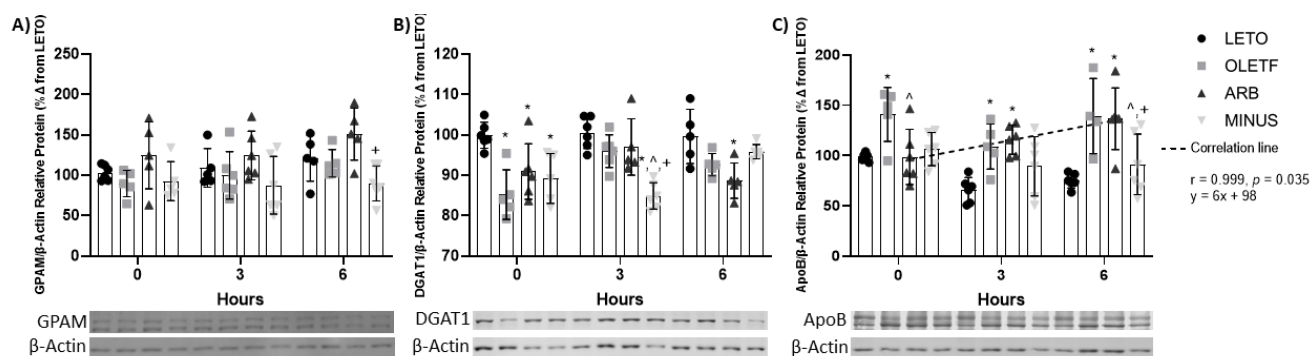 A)
GPAM/β-Actin Relative Protein (% Δ from LETO)
250
200
150
100
50
0
0 3 6
Hours
+
GPAM
β-Actin
B)
DGAT1/β-Actin Relative Protein (% Δ from LETO)
120
110
100
90
80
70
0 3 6
Hours
* * *
*, ^, +
*
DGAT1
β-Actin
C)
ApoB/β-Actin Relative Protein (% Δ from LETO)
200
150
100
50
0
0 3 6
Hours
* ^
* *
* *
^, +
ApoB
β-Actin
LETO
OLETF
ARB
MINUS
Correlation line
r = 0.999, p = 0.035
y = 6x + 98